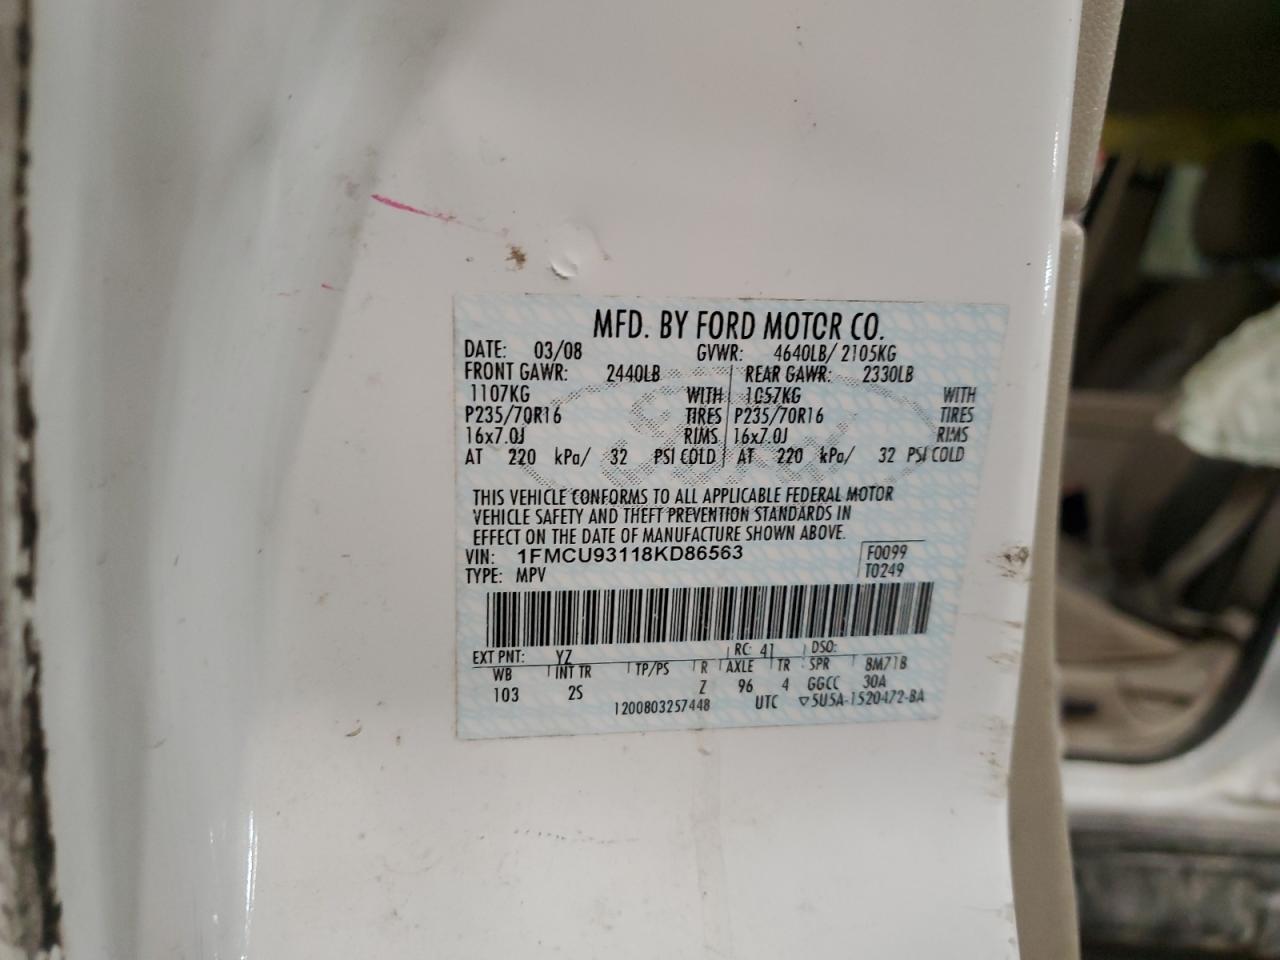 MFD. BY FORD MOTOR CO.
DATE: 03/08 GVWR: 4640LB/ 2105KG
FRONT GAWR: 2440LB REAR GAWR: 2330LB
1107KG WITH 1057KG WITH
P235/70R16 TIRES P235/70R16 TIRES
16x7.0J RIMS 16x7.0J RIMS
AT 220 kPa/ 32 PSI COLD AT 220 kPa/ 32 PSI COLD
THIS VEHICLE CONFORMS TO ALL APPLICABLE FEDERAL MOTOR
VEHICLE SAFETY AND THEFT PREVENTION STANDARDS IN
EFFECT ON THE DATE OF MANUFACTURE SHOWN ABOVE.
VIN: 1FMCU93118KD86563 F0099
TYPE: MPV T0249
EXT PNT: YZ RC: 41 DSO:
WB INT TR TP/PS R AXLE TR SPR 8M71B
103 2S Z 96 4 GGCC 30A
1200803257448 UTC ▽5U5A-1520472-BA